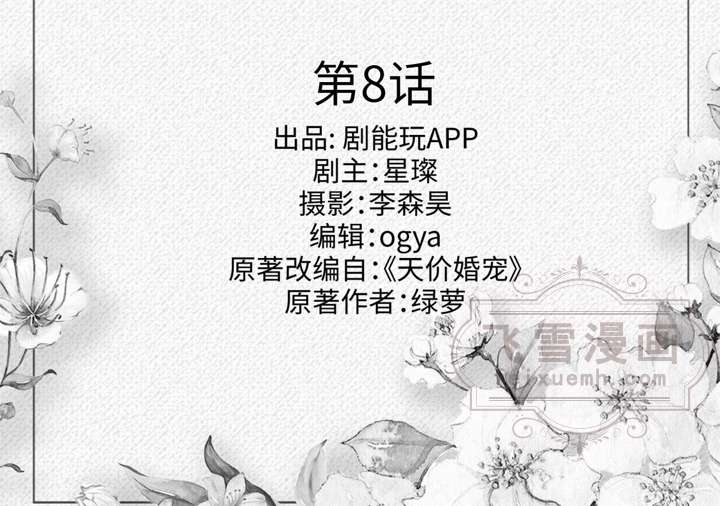 第8话
出品: 剧能玩APP
剧主：星璨
摄影：李森昊
编辑：ogya
原著改编自：《天价婚宠》
原著作者：绿萝
飞雪漫画
feixuemh.com